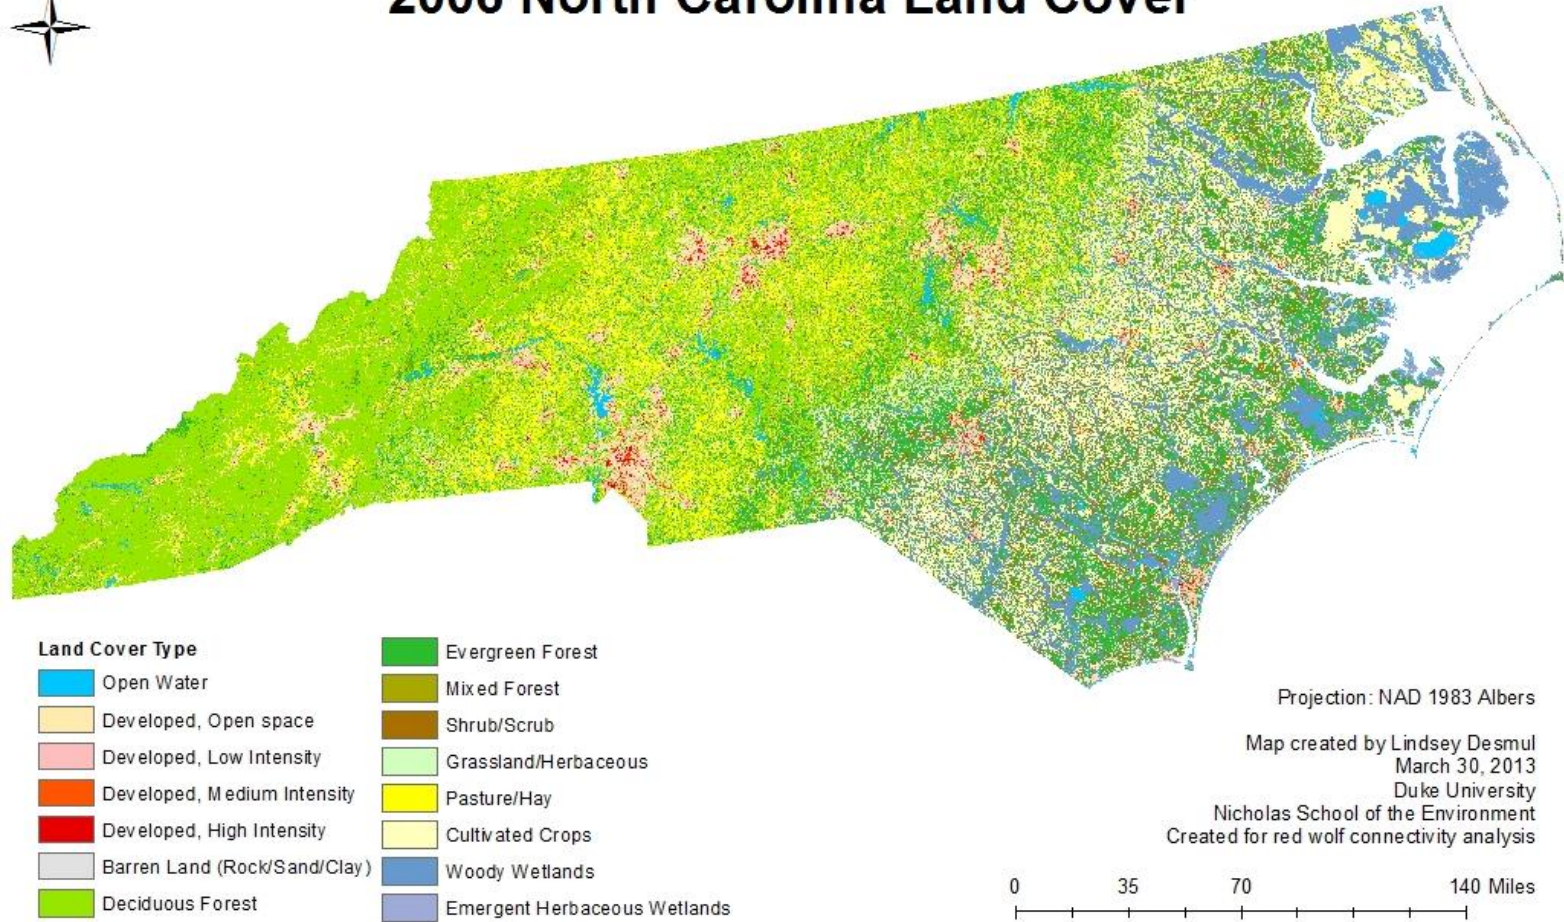 2006 North Carolina Land Cover
Land Cover Type
Open Water
Developed, Open space
Developed, Low Intensity
Developed, Medium Intensity
Developed, High Intensity
Barren Land (Rock/Sand/Clay)
Deciduous Forest
Evergreen Forest
Mixed Forest
Shrub/Scrub
Grassland/Herbaceous
Pasture/Hay
Cultivated Crops
Woody Wetlands
Emergent Herbaceous Wetlands
Projection: NAD 1983 Albers
Map created by Lindsey Desmul
March 30, 2013
Duke University
Nicholas School of the Environment
Created for red wolf connectivity analysis
0 35 70 140 Miles